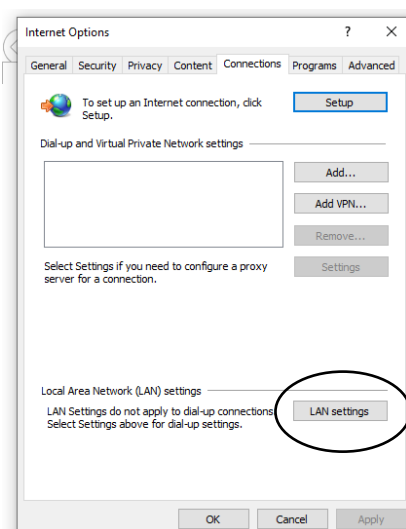 Internet Options ? X
General Security Privacy Content Connections Programs Advanced
To set up an Internet connection, click
Setup.
Setup
Dial-up and Virtual Private Network settings
Add...
Add VPN...
Remove...
Select Settings if you need to configure a proxy
server for a connection.
Settings
Local Area Network (LAN) settings
LAN Settings do not apply to dial-up connections
Select Settings above for dial-up settings.
LAN settings
OK Cancel Apply